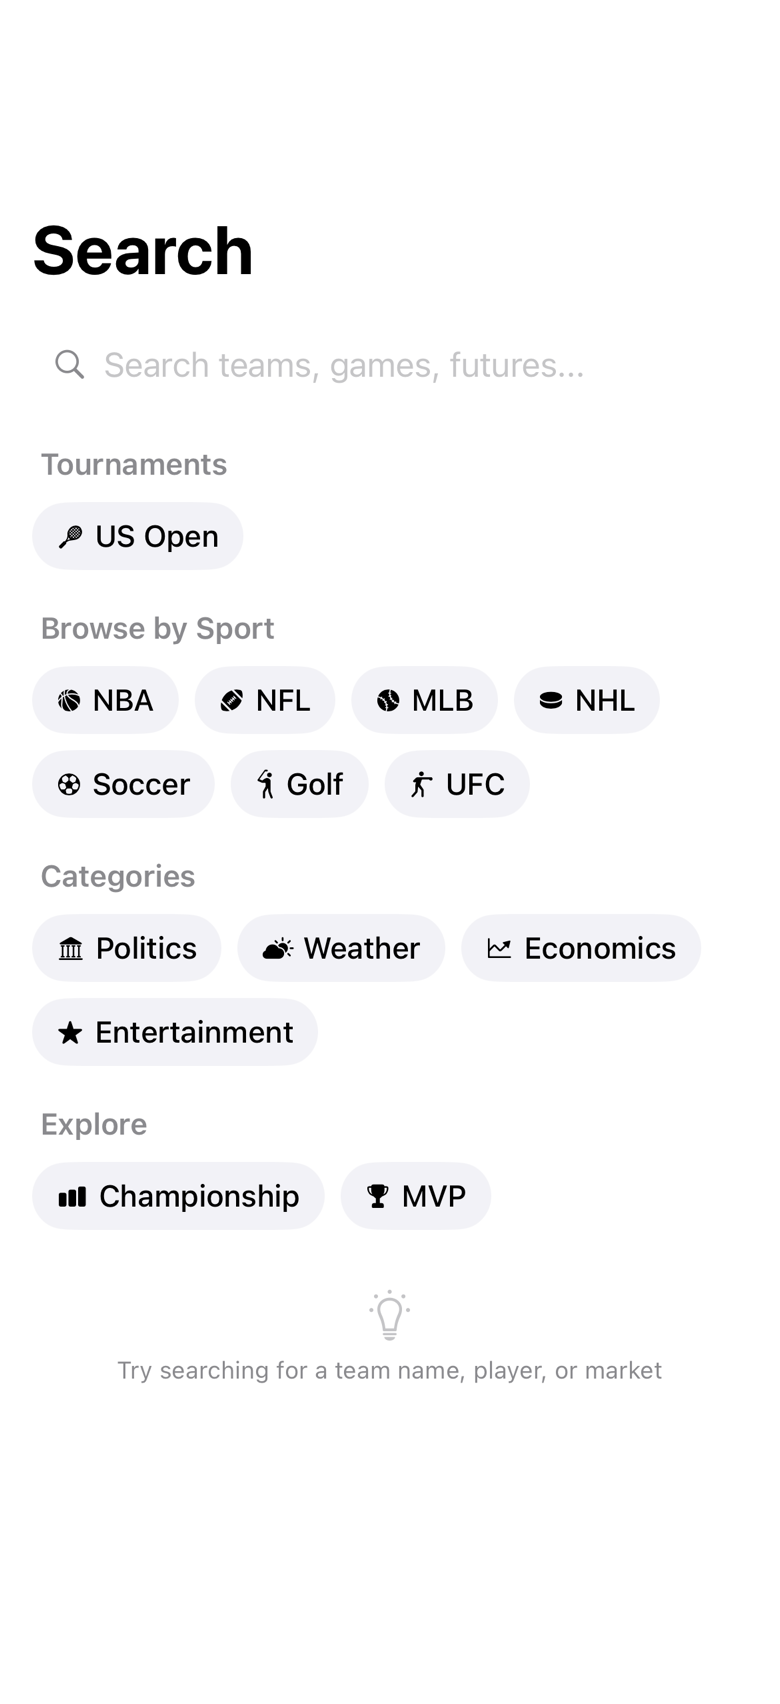 Search
Search teams, games, futures...
Tournaments
US Open
Browse by Sport
NBA NFL MLB NHL
Soccer Golf UFC
Categories
Politics Weather Economics
Entertainment
Explore
Championship MVP
Try searching for a team name, player, or market